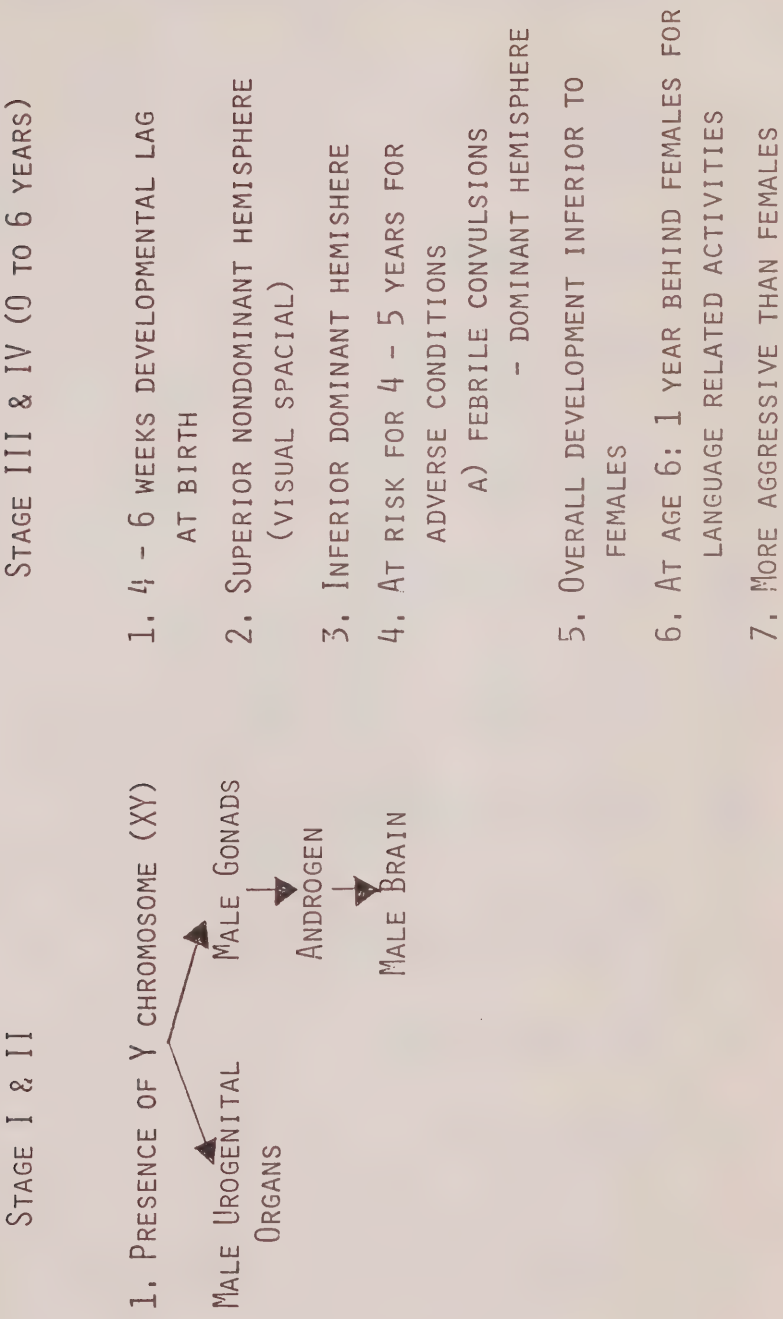 STAGE I & II
1. PRESENCE OF Y CHROMOSOME (XY)
MALE UROGENITAL
ORGANS
MALE GONADS
ANDROGEN
MALE BRAIN
STAGE III & IV (0 TO 6 YEARS)
1. 4 - 6 WEEKS DEVELOPMENTAL LAG
AT BIRTH
2. SUPERIOR NONDOMINANT HEMISPHERE
(VISUAL SPACIAL)
3. INFERIOR DOMINANT HEMISHERE
4. AT RISK FOR 4 - 5 YEARS FOR
ADVERSE CONDITIONS
A) FEBRILE CONVULSIONS
- DOMINANT HEMISPHERE
5. OVERALL DEVELOPMENT INFERIOR TO
FEMALES
6. AT AGE 6: 1 YEAR BEHIND FEMALES FOR
LANGUAGE RELATED ACTIVITIES
7. MORE AGGRESSIVE THAN FEMALES